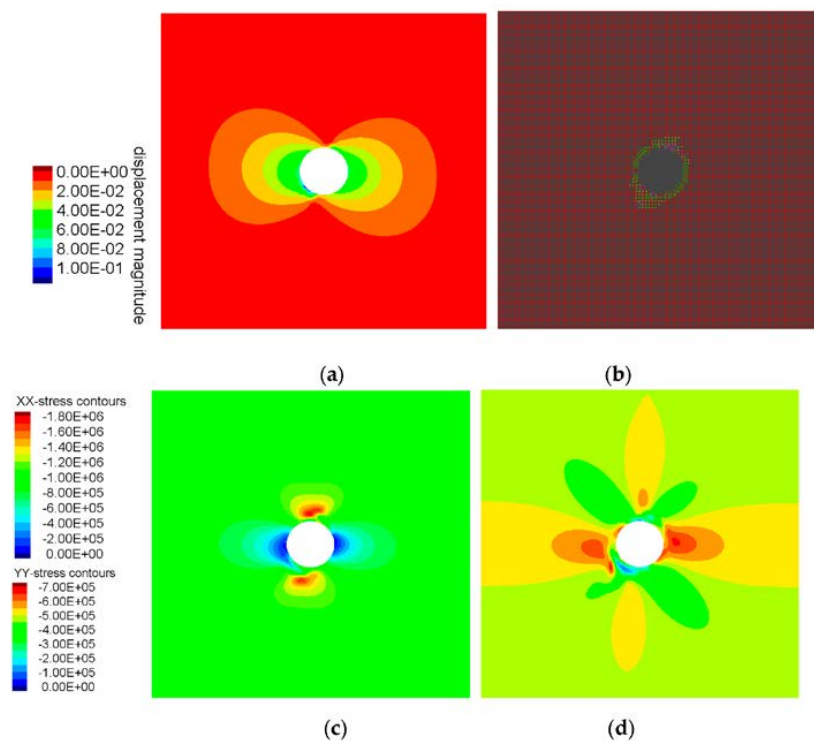 displacement magnitude
0.00E+00
2.00E-02
4.00E-02
6.00E-02
8.00E-02
1.00E-01
(a)
(b)
XX-stress contours
-1.80E+06
-1.60E+06
-1.40E+06
-1.20E+06
-1.00E+06
-8.00E+05
-6.00E+05
-4.00E+05
-2.00E+05
0.00E+00
YY-stress contours
-7.00E+05
-6.00E+05
-5.00E+05
-4.00E+05
-3.00E+05
-2.00E+05
-1.00E+05
0.00E+00
(c)
(d)